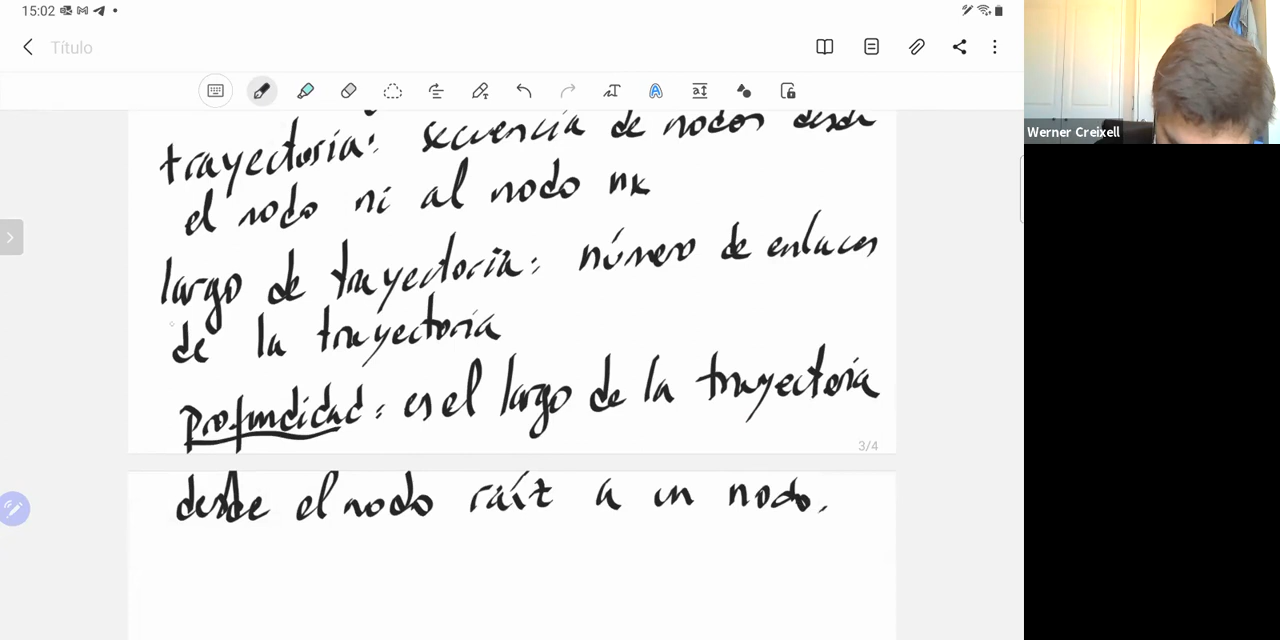 15:02
Título
trayectoria: secuencia de nodos desde
el nodo ni al nodo nk
largo de trayectoria: número de enlaces
de la trayectoria
profundidad: es el largo de la trayectoria
3/4
desde el nodo raíz a un nodo.
Werner Creixell